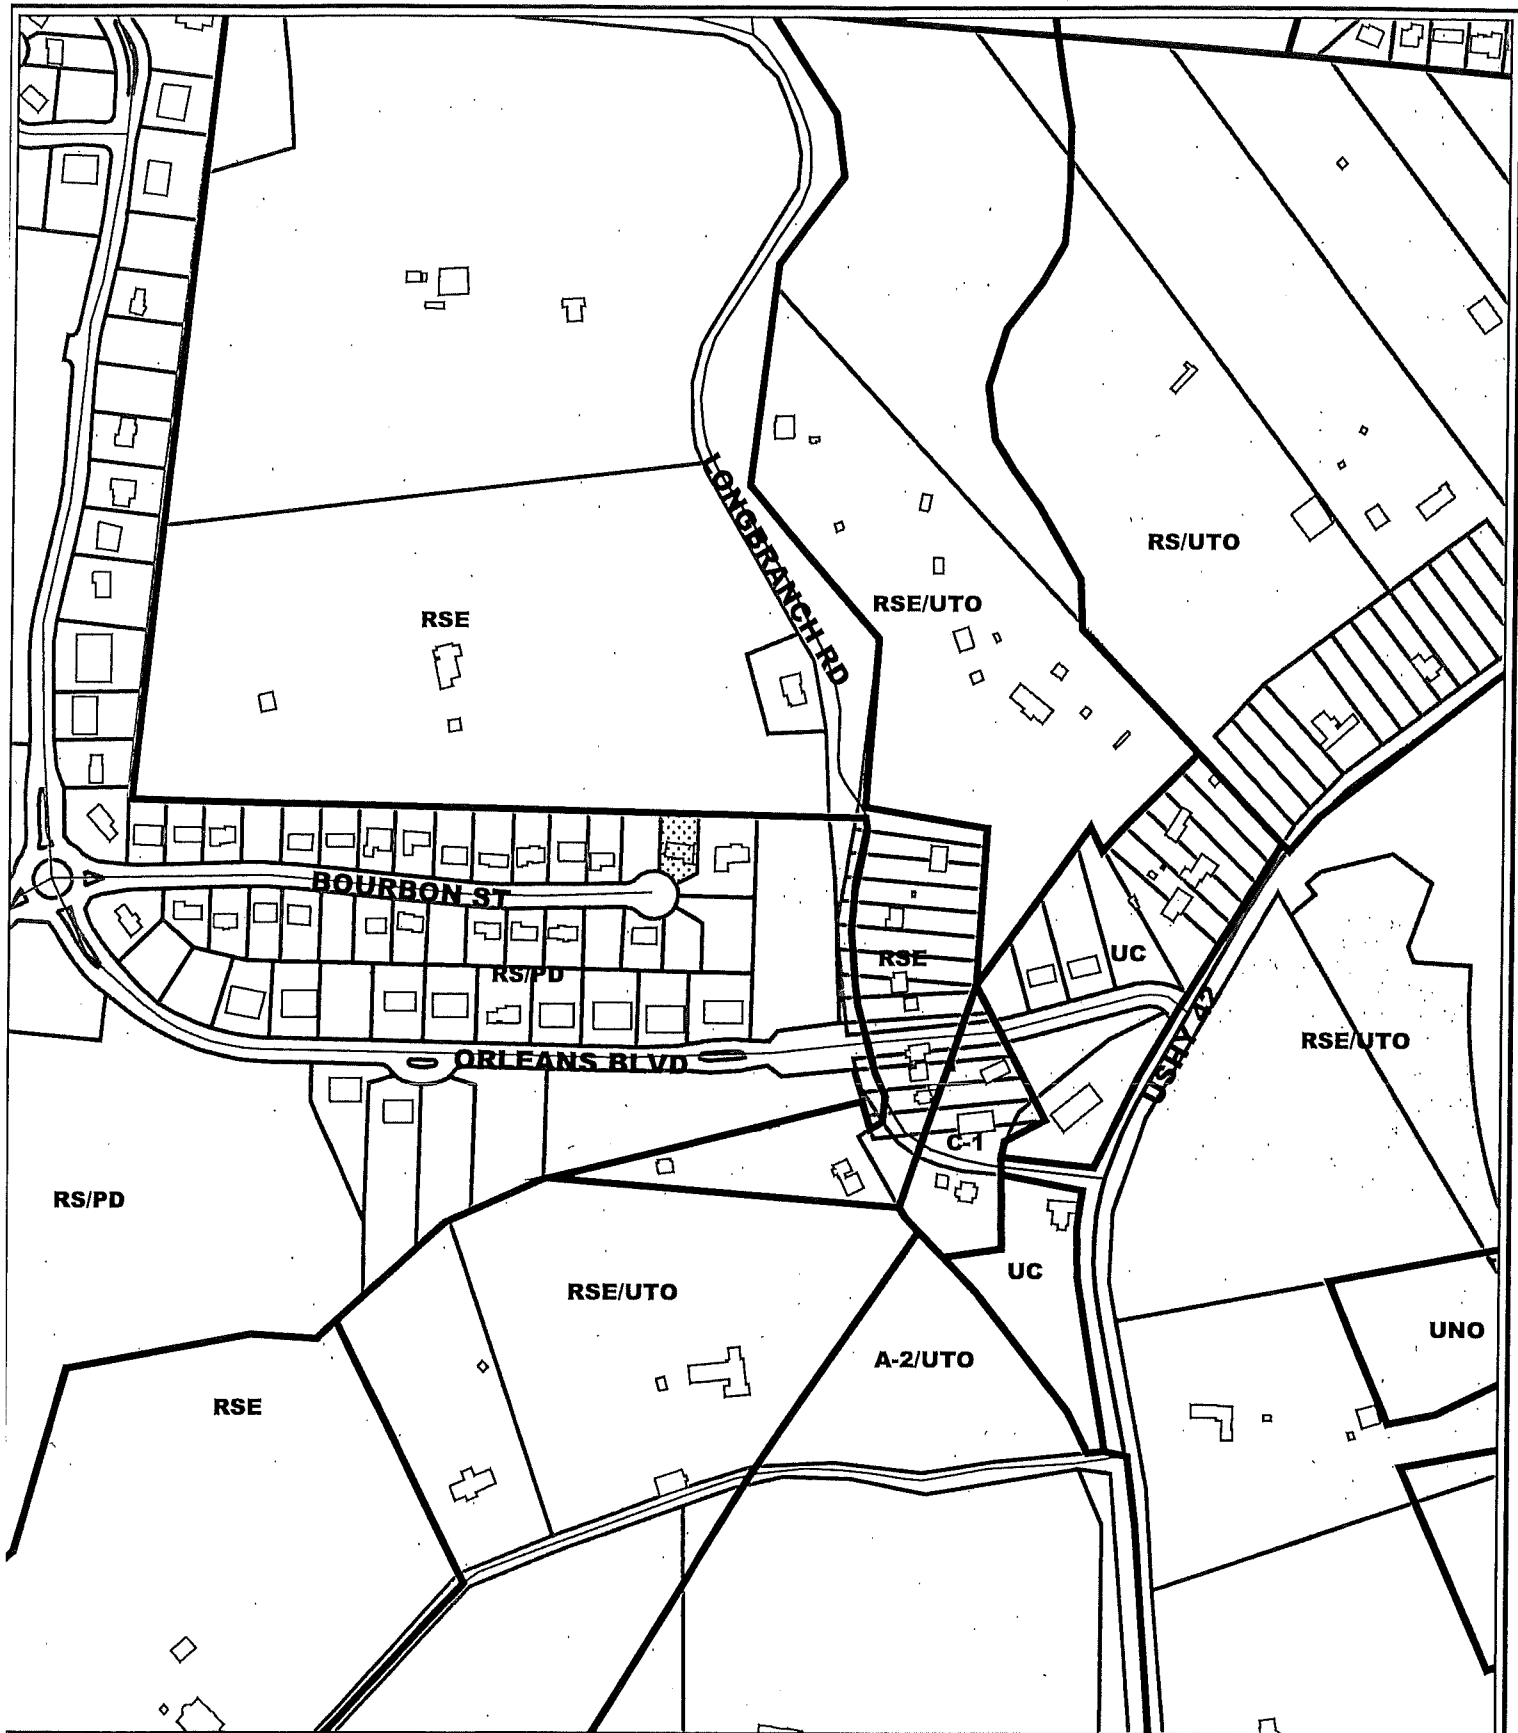 RS/UTO
LONGBRANCH RD
RSE/UTO
RSE
BOURBON ST
RS/PD
RSE
UC
USHY 42
RSE/UTO
ORLEANS BLVD
C-1
RS/PD
UC
RSE/UTO
UNO
A-2/UTO
RSE